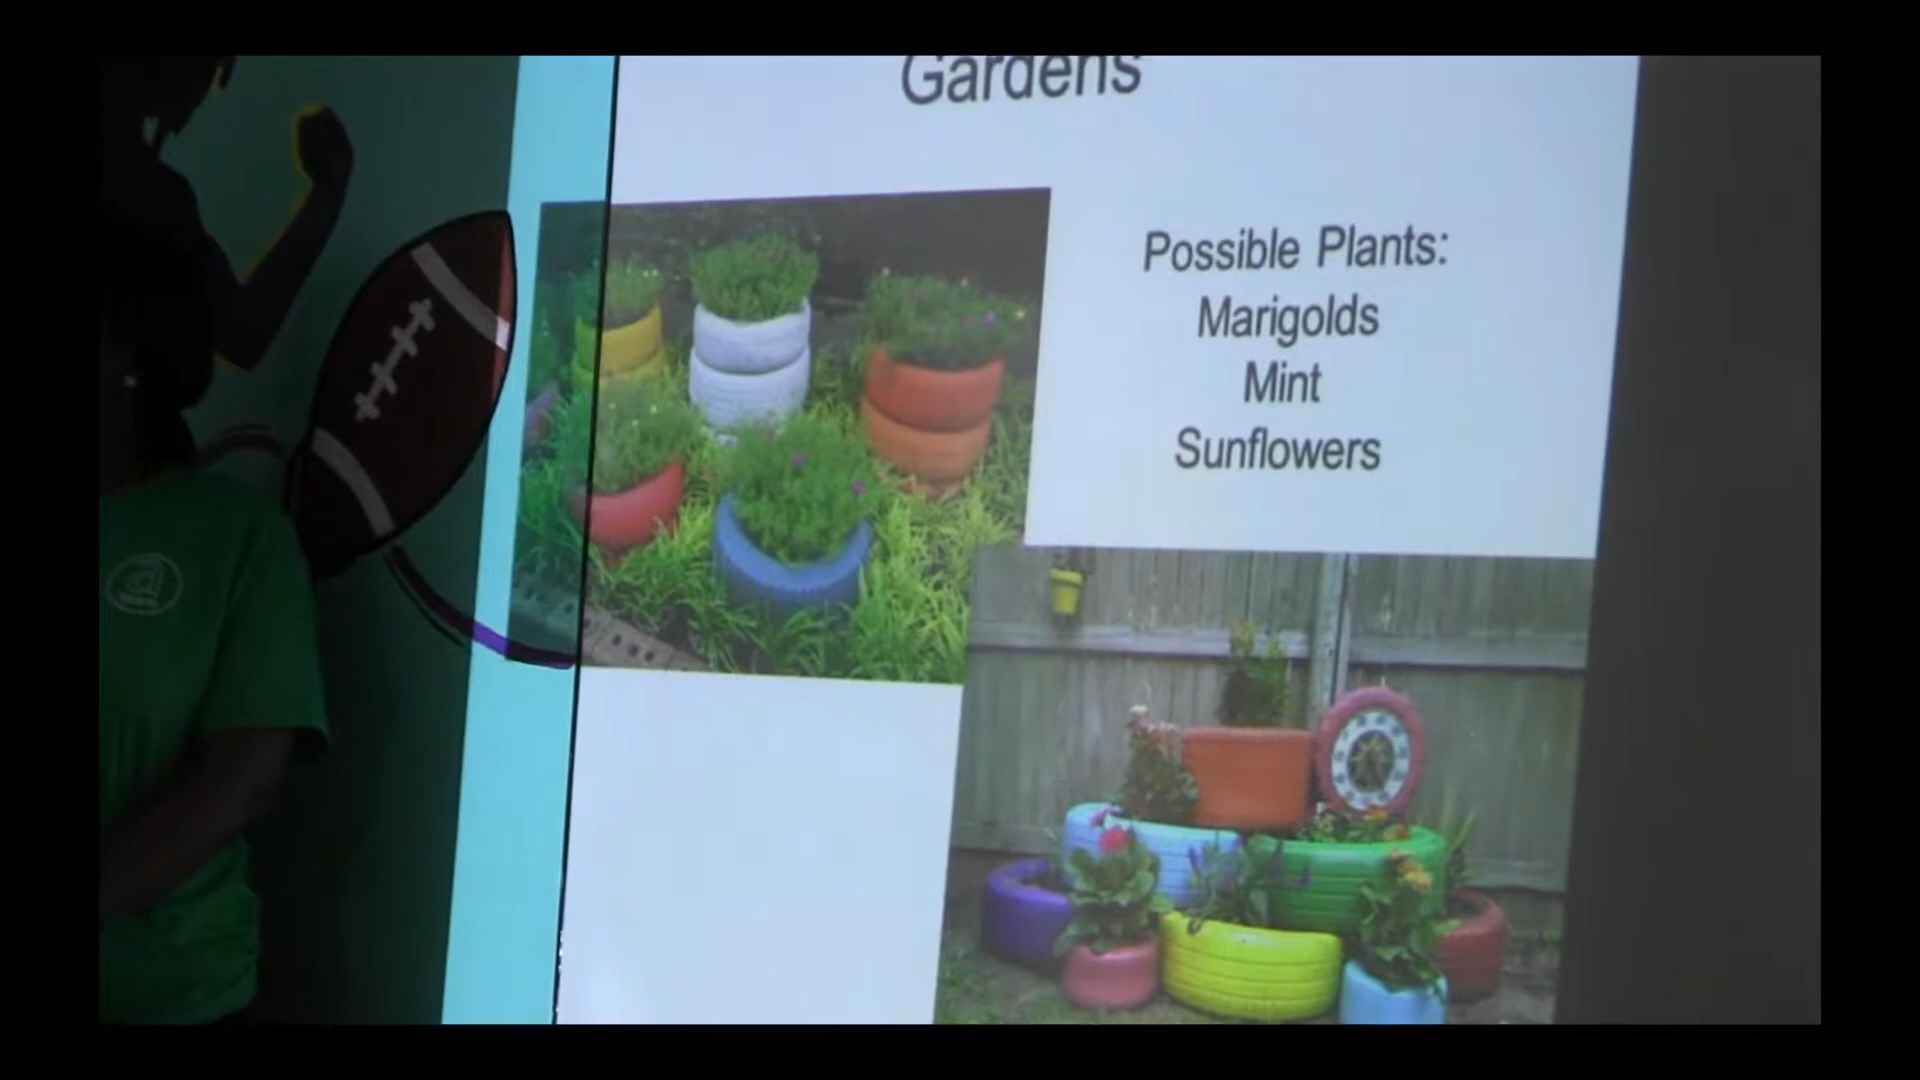 Gardens
Possible Plants:
Marigolds
Mint
Sunflowers